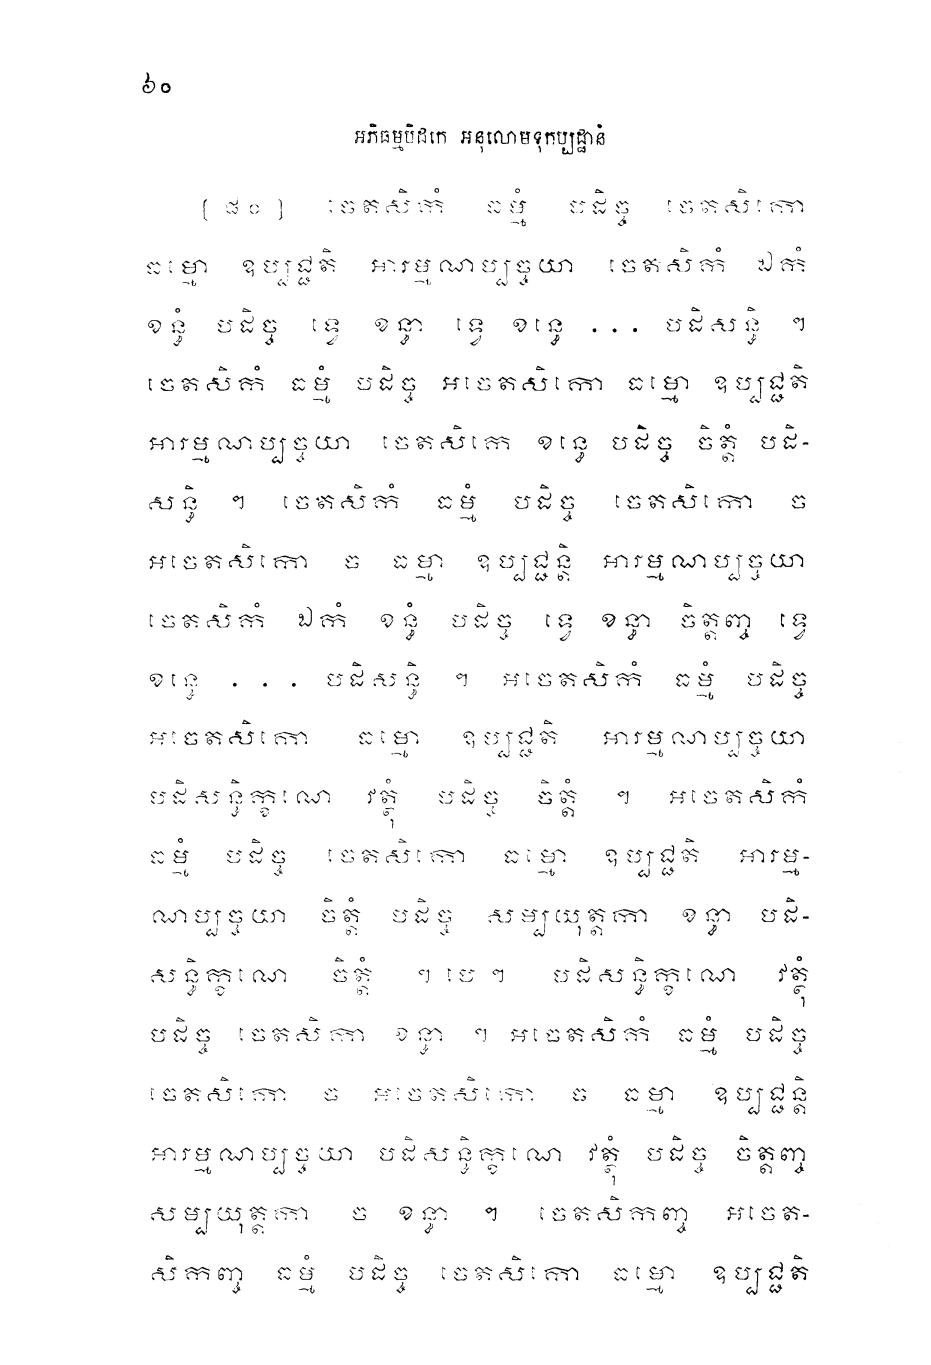 ៦០
អភិធម្មបិដកេ អនុលោមទុកប្បដ្ឋានំ
[ ៨០ ] ចេតសិកំ ធម្មំ បដិច្ច ចេតសិកោ
ធម្មោ ឧប្បជ្ជតិ អារម្មណប្បច្ចយា ចេតសិកំ ឯកំ
ខន្ធំ បដិច្ច ទ្វេ ខន្ធា ទ្វេ ខន្ធេ ... បដិសន្ធិ ។
ចេតសិកំ ធម្មំ បដិច្ច អចេតសិកោ ធម្មោ ឧប្បជ្ជតិ
អារម្មណប្បច្ចយា ចេតសិកេ ខន្ធេ បដិច្ច ចិត្តំ បដិ-
សន្ធិ ។ ចេតសិកំ ធម្មំ បដិច្ច ចេតសិកោ ច
អចេតសិកោ ច ធម្មា ឧប្បជ្ជន្តិ អារម្មណប្បច្ចយា
ចេតសិកំ ឯកំ ខន្ធំ បដិច្ច ទ្វេ ខន្ធា ចិត្តញ្ច ទ្វេ
ខន្ធេ ... បដិសន្ធិ ។ អចេតសិកំ ធម្មំ បដិច្ច
អចេតសិកោ ធម្មោ ឧប្បជ្ជតិ អារម្មណប្បច្ចយា
បដិសន្ធិក្ខណេ វត្ថុំ បដិច្ច ចិត្តំ ។ អចេតសិកំ
ធម្មំ បដិច្ច ចេតសិកោ ធម្មោ ឧប្បជ្ជតិ អារម្ម-
ណប្បច្ចយា ចិត្តំ បដិច្ច សម្បយុត្តកា ខន្ធា បដិ-
សន្ធិក្ខណេ ចិត្តំ ។ បេ ។ បដិសន្ធិក្ខណេ វត្ថុំ
បដិច្ច ចេតសិកា ខន្ធា ។ អចេតសិកំ ធម្មំ បដិច្ច
ចេតសិកោ ច អចេតសិកោ ច ធម្មា ឧប្បជ្ជន្តិ
អារម្មណប្បច្ចយា បដិសន្ធិក្ខណេ វត្ថុំ បដិច្ច ចិត្តញ្ច
សម្បយុត្តកា ច ខន្ធា ។ ចេតសិកញ្ច អចេត-
សិកញ្ច ធម្មំ បដិច្ច ចេតសិកោ ធម្មោ ឧប្បជ្ជតិ